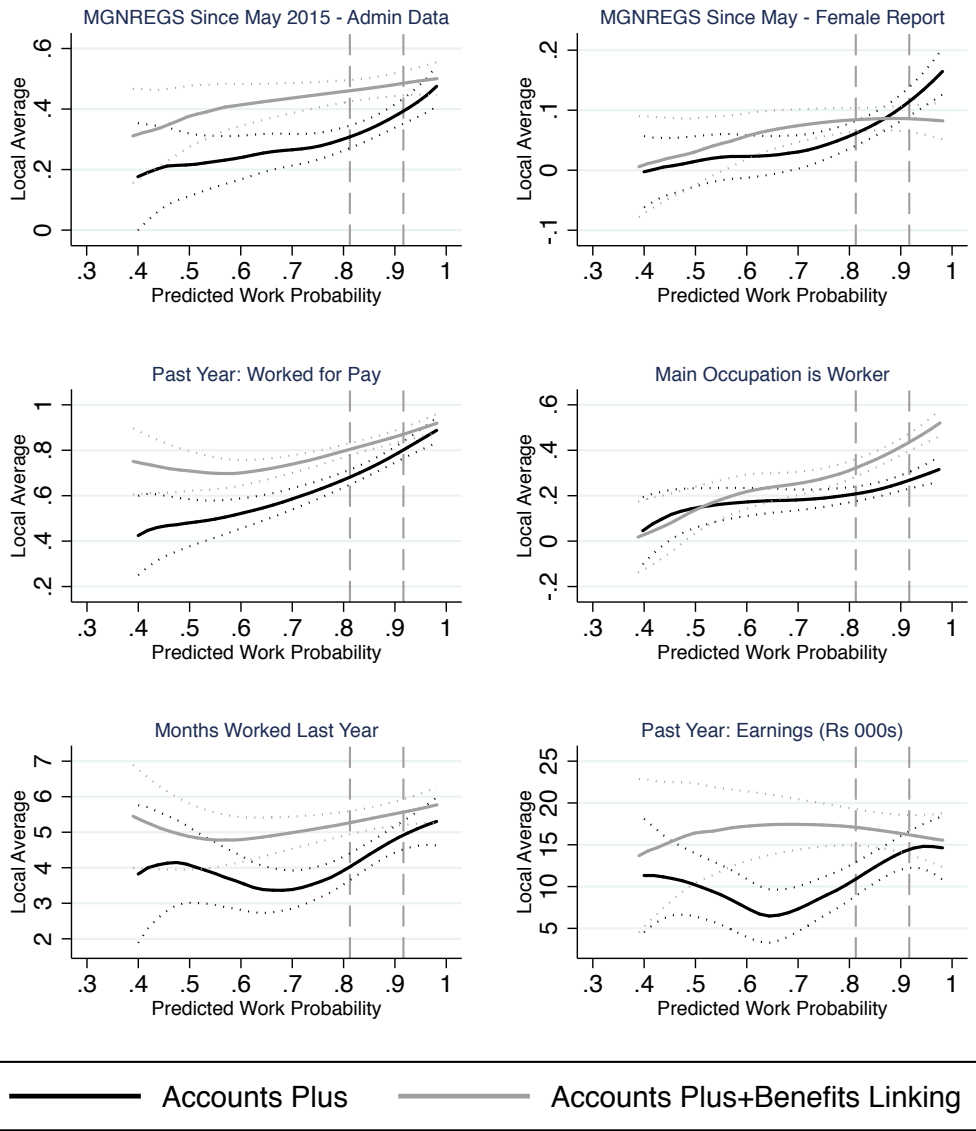 MGNREGS Since May 2015 - Admin Data
Local Average
.6
.4
.2
0
.3 .4 .5 .6 .7 .8 .9 1
Predicted Work Probability
MGNREGS Since May - Female Report
Local Average
.2
.1
0
-.1
.3 .4 .5 .6 .7 .8 .9 1
Predicted Work Probability
Past Year: Worked for Pay
Local Average
1
.8
.6
.4
.2
.3 .4 .5 .6 .7 .8 .9 1
Predicted Work Probability
Main Occupation is Worker
Local Average
.6
.4
.2
0
-.2
.3 .4 .5 .6 .7 .8 .9 1
Predicted Work Probability
Months Worked Last Year
Local Average
7
6
5
4
3
2
.3 .4 .5 .6 .7 .8 .9 1
Predicted Work Probability
Past Year: Earnings (Rs 000s)
Local Average
25
20
15
10
5
.3 .4 .5 .6 .7 .8 .9 1
Predicted Work Probability
Accounts Plus Accounts Plus+Benefits Linking